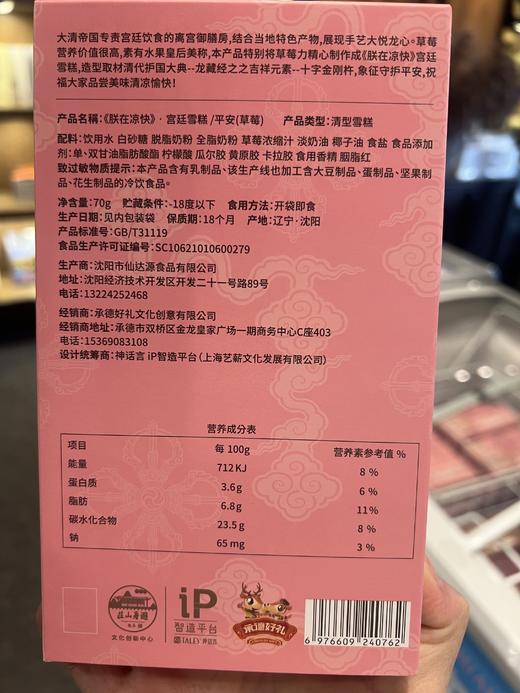 大清帝国专责宫廷饮食的离宫御膳房,结合当地特色产物,展现手艺大悦龙心。草莓
营养价值很高,素有水果皇后美称,本产品特别将草莓力精心制作成《朕在凉快》宫廷
雪糕,造型取材清代护国大典--龙藏经之之吉祥元素--十字金刚杵,象征守护平安,祝
福大家品尝美味清凉愉快!
产品名称:《朕在凉快》·宫廷雪糕/平安(草莓) 产品类型:清型雪糕
配料:饮用水 白砂糖 脱脂奶粉 全脂奶粉 草莓浓缩汁 淡奶油 椰子油 食盐 食品添加
剂:单、双甘油脂肪酸酯 柠檬酸 瓜尔胶 黄原胶 卡拉胶 食用香精 胭脂红
致过敏物质提示:本产品含有乳制品、该生产线也加工含大豆制品、蛋制品、坚果制
品、花生制品的冷饮食品。
净含量:70g 贮藏条件:-18度以下 食用方法:开袋即食
生产日期:见内包装袋 保质期:18个月 产地:辽宁·沈阳
产品标准号:GB/T31119
食品生产许可证编号:SC10621010600279
生产商:沈阳市仙达源食品有限公司
地址:沈阳经济技术开发区开发二十一号路89号
电话:13224252468
经销商:承德好礼文化创意有限公司
经销商地址:承德市双桥区金龙皇家广场一期商务中心C座403
电话:15369083108
设计统筹商:神话言 iP智造平台(上海艺薪文化发展有限公司)
营养成分表
项目 每 100g 营养素参考值 %
能量 712 KJ 8 %
蛋白质 3.6 g 6 %
脂肪 6.8 g 11%
碳水化合物 23.5 g 8 %
钠 65 mg 3 %
避暑山莊
文化创新中心
iP
智造平台
TALES 神话言
承德好礼
6 976609 240762